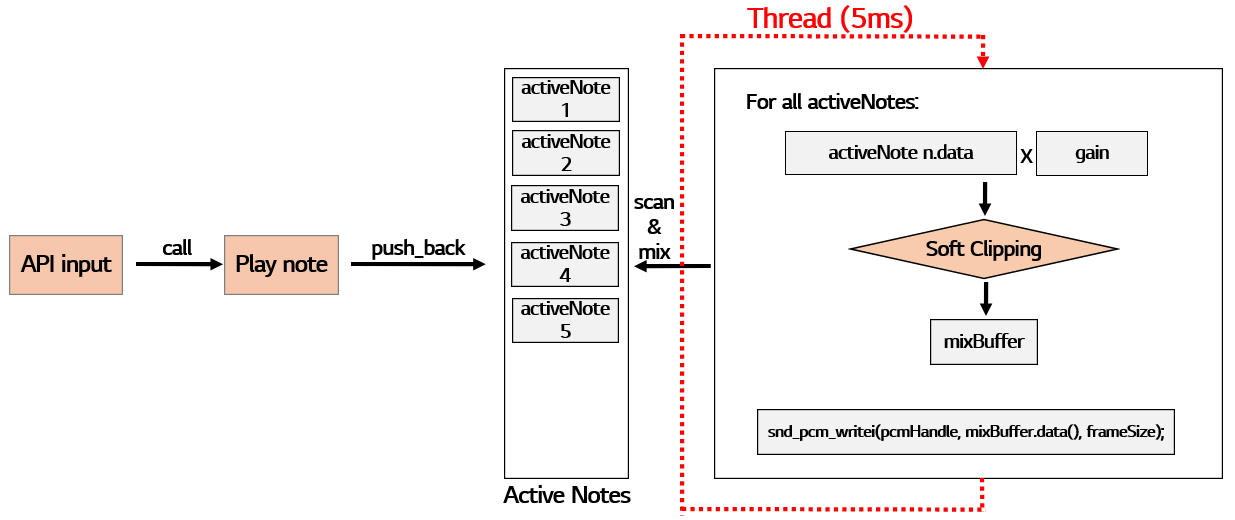 Thread (5ms)
API input
call
Play note
push_back
activeNote
1
activeNote
2
activeNote
3
activeNote
4
activeNote
5
Active Notes
scan
&
mix
For all activeNotes:
activeNote n.data
x
gain
Soft Clipping
mixBuffer
snd_pcm_writei(pcmHandle, mixBuffer.data(), frameSize);